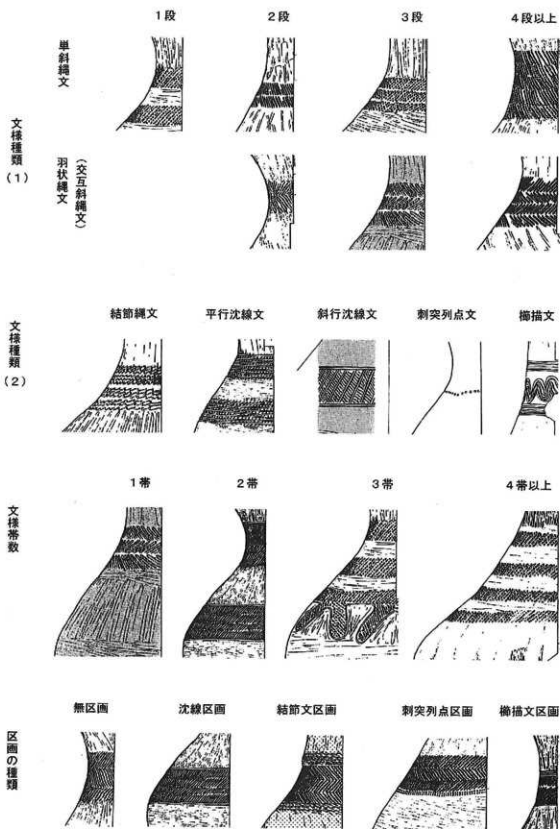 1段 2段 3段 4段以上
文様種類
(1)
単斜縄文
羽状縄文
(交互斜縄文)
文様種類
(2)
結節縄文 平行沈線文 斜行沈線文 刺突列点文 櫛描文
文様帯数
1帯 2帯 3帯 4帯以上
区画の種類
無区画 沈線区画 結節文区画 刺突列点区画 櫛描文区画